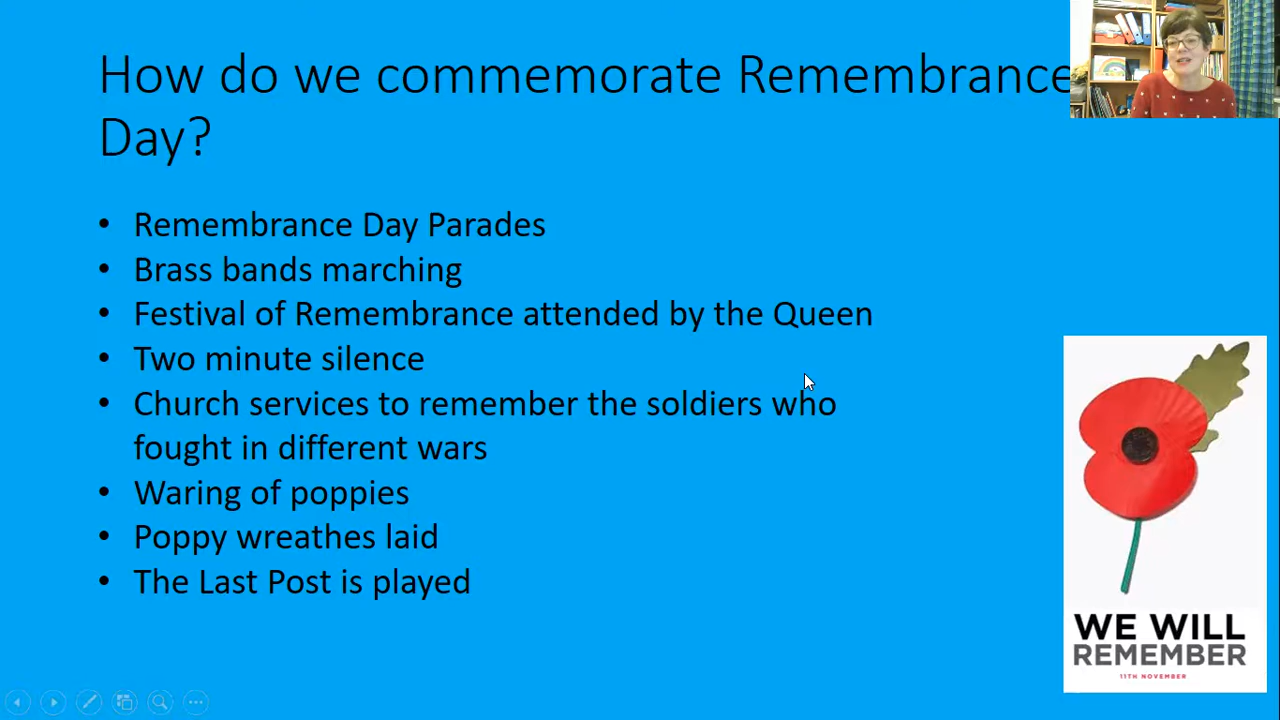 How do we commemorate Remembrance
Day?
• Remembrance Day Parades
• Brass bands marching
• Festival of Remembrance attended by the Queen
• Two minute silence
• Church services to remember the soldiers who
fought in different wars
• Waring of poppies
• Poppy wreathes laid
• The Last Post is played
WE WILL
REMEMBER
11TH NOVEMBER